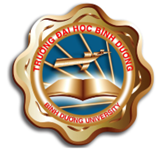 TRƯỜNG ĐẠI HỌC BÌNH DƯƠNG
BINH DUONG UNIVERSITY